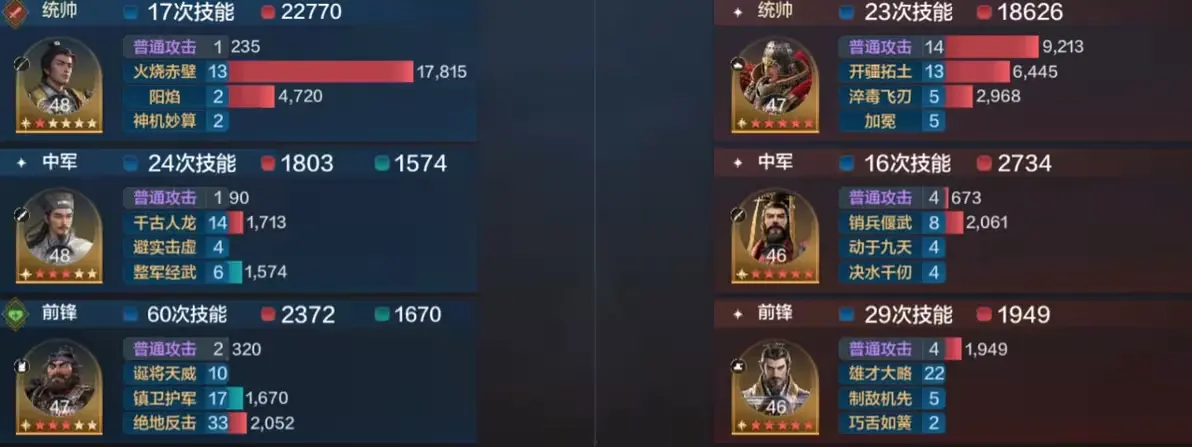 统帅 17次技能 22770
48
普通攻击 1 235
火烧赤壁 13 17,815
阳焰 2 4,720
神机妙算 2
中军 24次技能 1803 1574
48
普通攻击 1 90
千古人龙 14 1,713
避实击虚 4
整军经武 6 1,574
前锋 60次技能 2372 1670
47
普通攻击 2 320
诞将天威 10
镇卫护军 17 1,670
绝地反击 33 2,052
统帅 23次技能 18626
47
普通攻击 14 9,213
开疆拓土 13 6,445
淬毒飞刃 5 2,968
加冕 5
中军 16次技能 2734
46
普通攻击 4 673
销兵偃武 8 2,061
动于九天 4
决水千仞 4
前锋 29次技能 1949
46
普通攻击 4 1,949
雄才大略 22
制敌机先 5
巧舌如簧 2